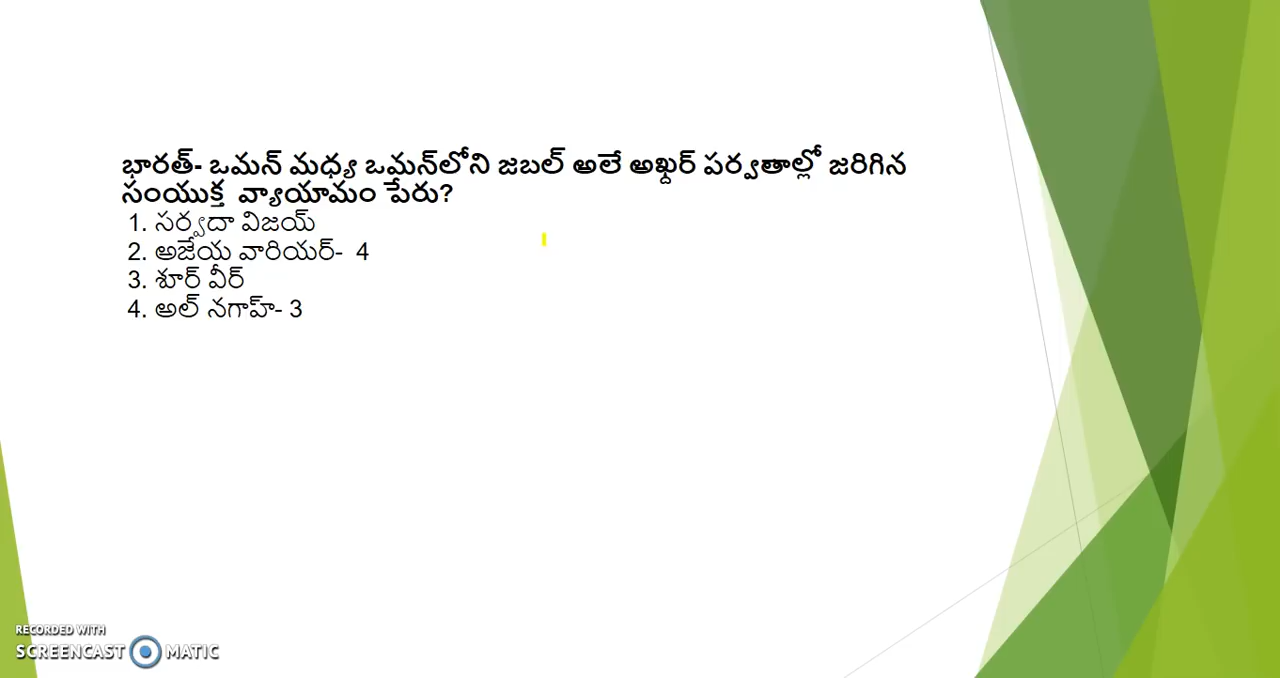 భారత్- ఒమన్ మధ్య ఒమన్‌లోని జబల్ అలే అఖ్దర్ పర్వతాల్లో జరిగిన
సంయుక్త వ్యాయామం పేరు?
1. సర్వదా విజయ్
2. అజేయ వారియర్- 4
3. శూర్ వీర్
4. అల్ నగాహ్- 3
RECORDED WITH
SCREENCAST MATIC